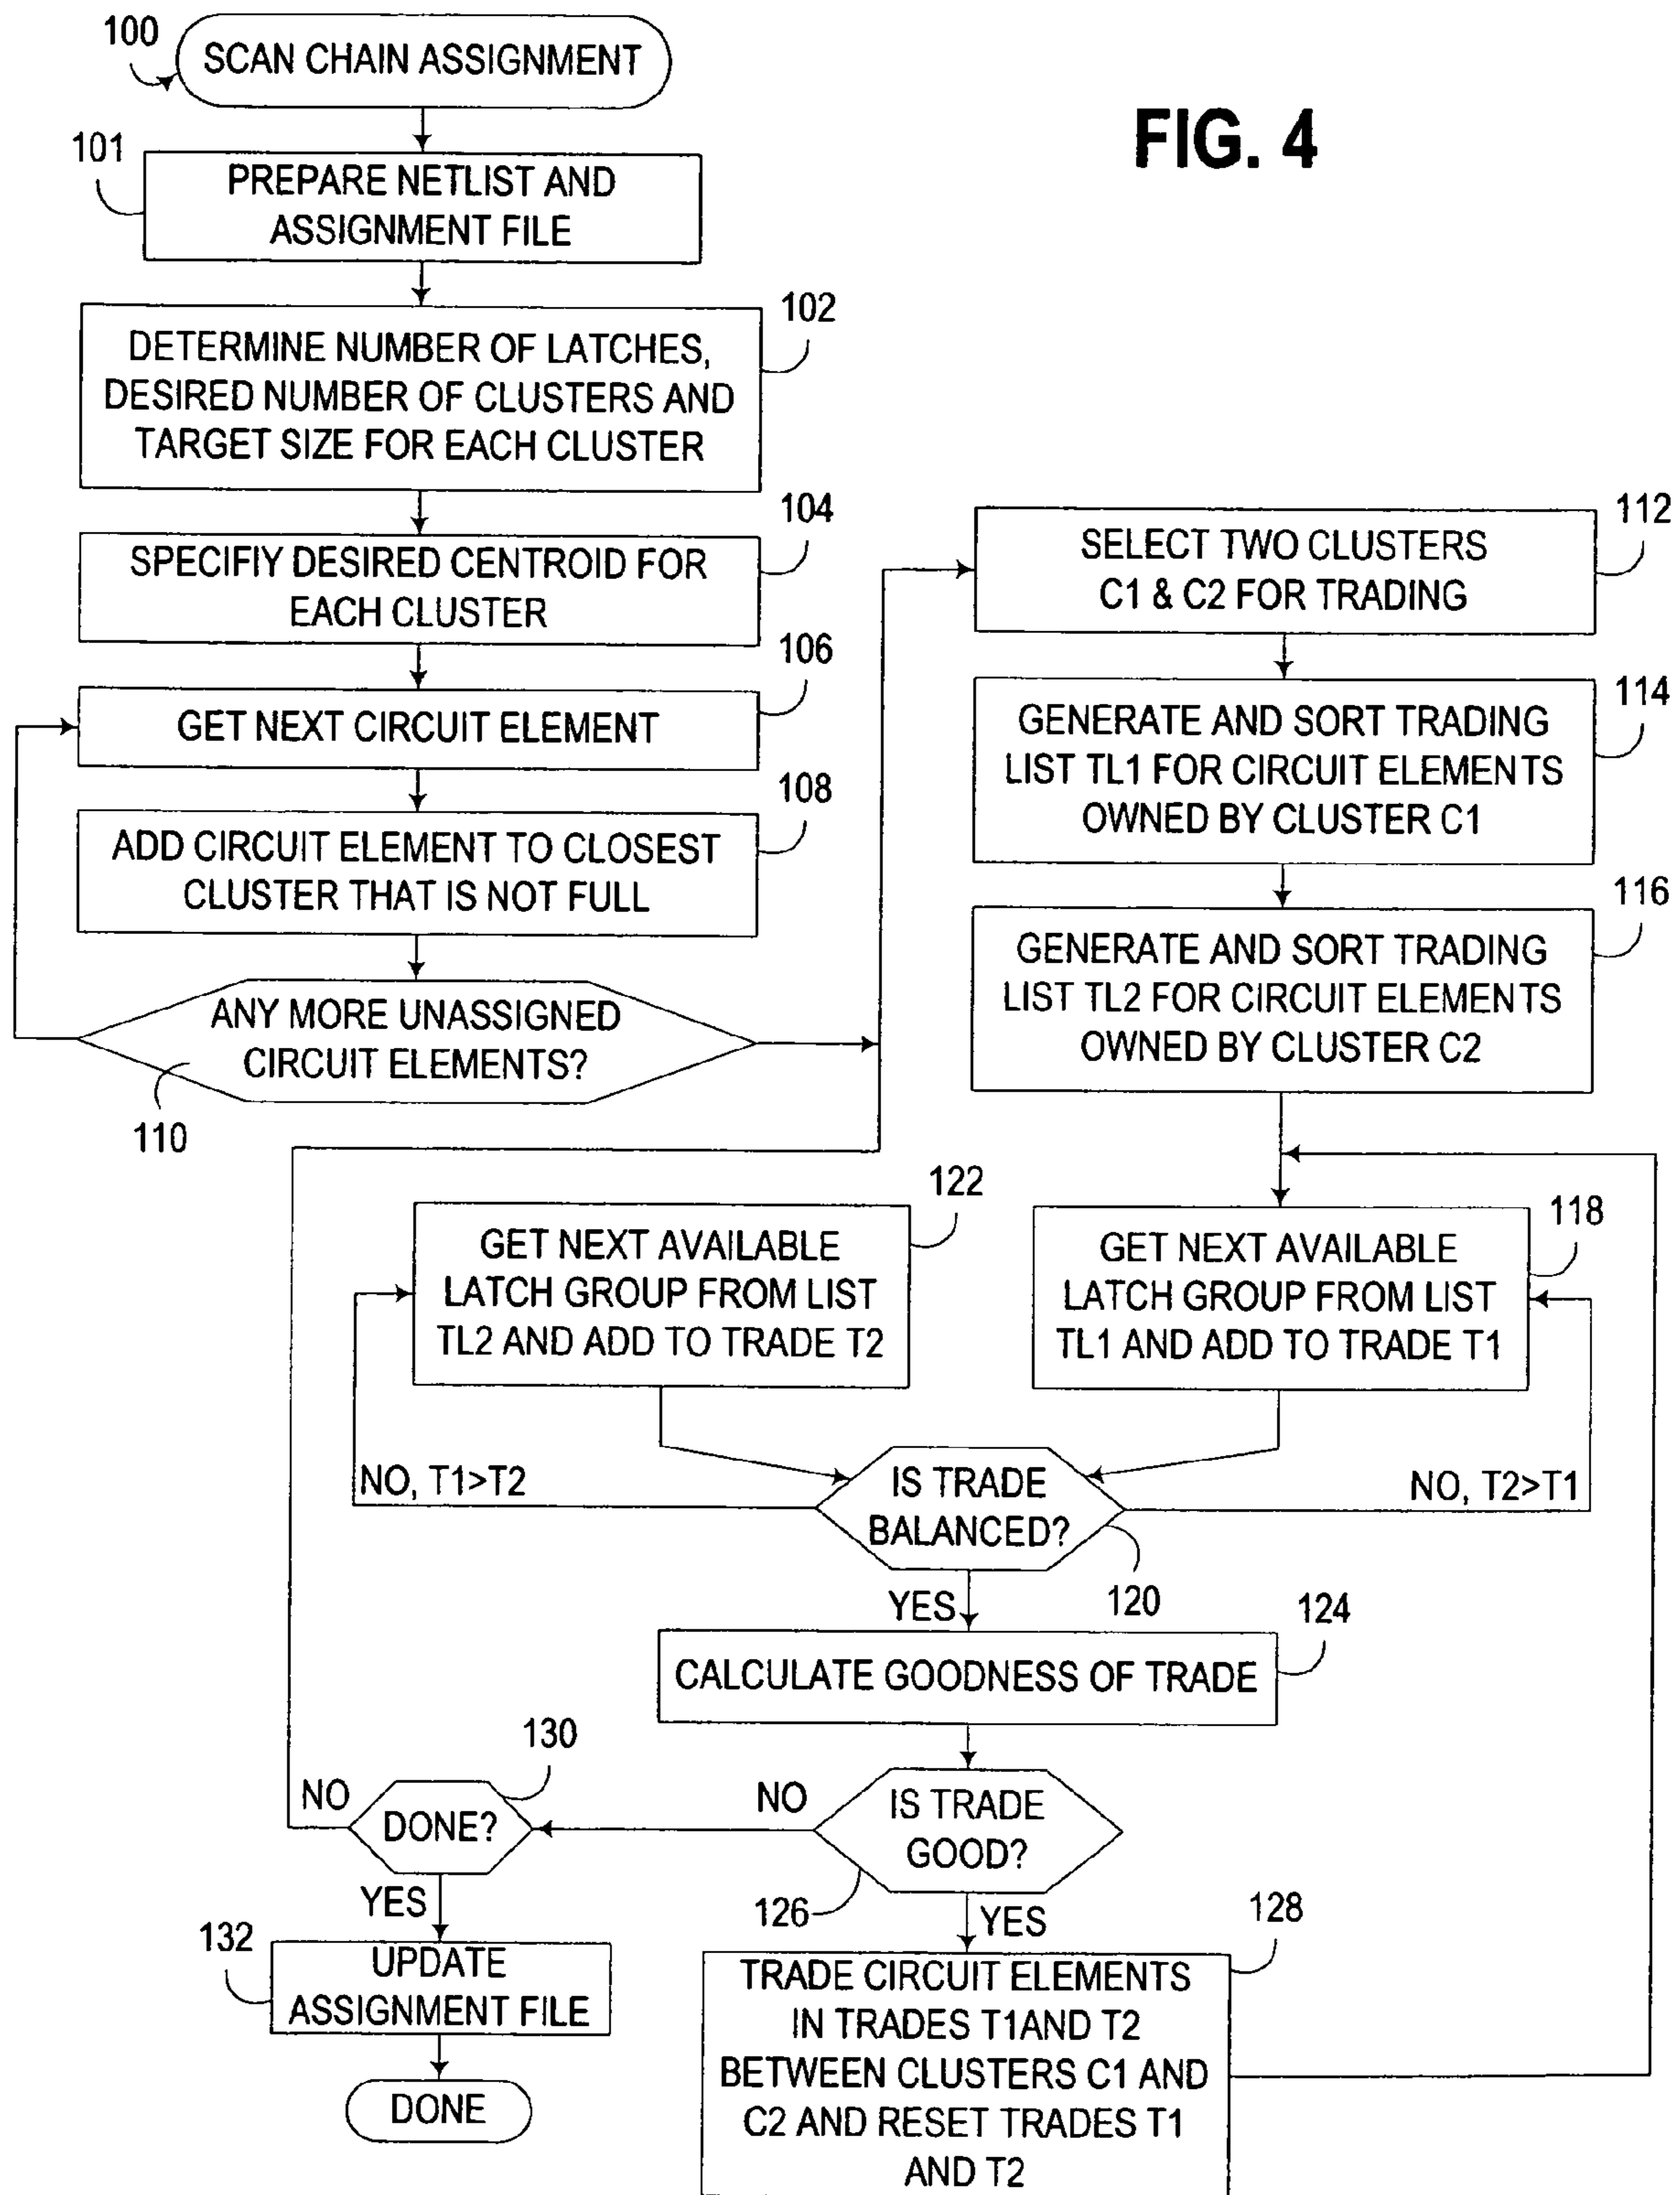 FIG. 4
100
SCAN CHAIN ASSIGNMENT
101
PREPARE NETLIST AND
ASSIGNMENT FILE
102
DETERMINE NUMBER OF LATCHES,
DESIRED NUMBER OF CLUSTERS AND
TARGET SIZE FOR EACH CLUSTER
104
SPECIFIY DESIRED CENTROID FOR
EACH CLUSTER
106
GET NEXT CIRCUIT ELEMENT
108
ADD CIRCUIT ELEMENT TO CLOSEST
CLUSTER THAT IS NOT FULL
ANY MORE UNASSIGNED
CIRCUIT ELEMENTS?
110
112
SELECT TWO CLUSTERS
C1 & C2 FOR TRADING
114
GENERATE AND SORT TRADING
LIST TL1 FOR CIRCUIT ELEMENTS
OWNED BY CLUSTER C1
116
GENERATE AND SORT TRADING
LIST TL2 FOR CIRCUIT ELEMENTS
OWNED BY CLUSTER C2
122
GET NEXT AVAILABLE
LATCH GROUP FROM LIST
TL2 AND ADD TO TRADE T2
118
GET NEXT AVAILABLE
LATCH GROUP FROM LIST
TL1 AND ADD TO TRADE T1
NO, T1>T2
IS TRADE
BALANCED?
NO, T2>T1
120
YES
124
CALCULATE GOODNESS OF TRADE
130
NO
DONE?
NO
IS TRADE
GOOD?
126
YES
YES
128
132
UPDATE
ASSIGNMENT FILE
DONE
TRADE CIRCUIT ELEMENTS
IN TRADES T1AND T2
BETWEEN CLUSTERS C1 AND
C2 AND RESET TRADES T1
AND T2